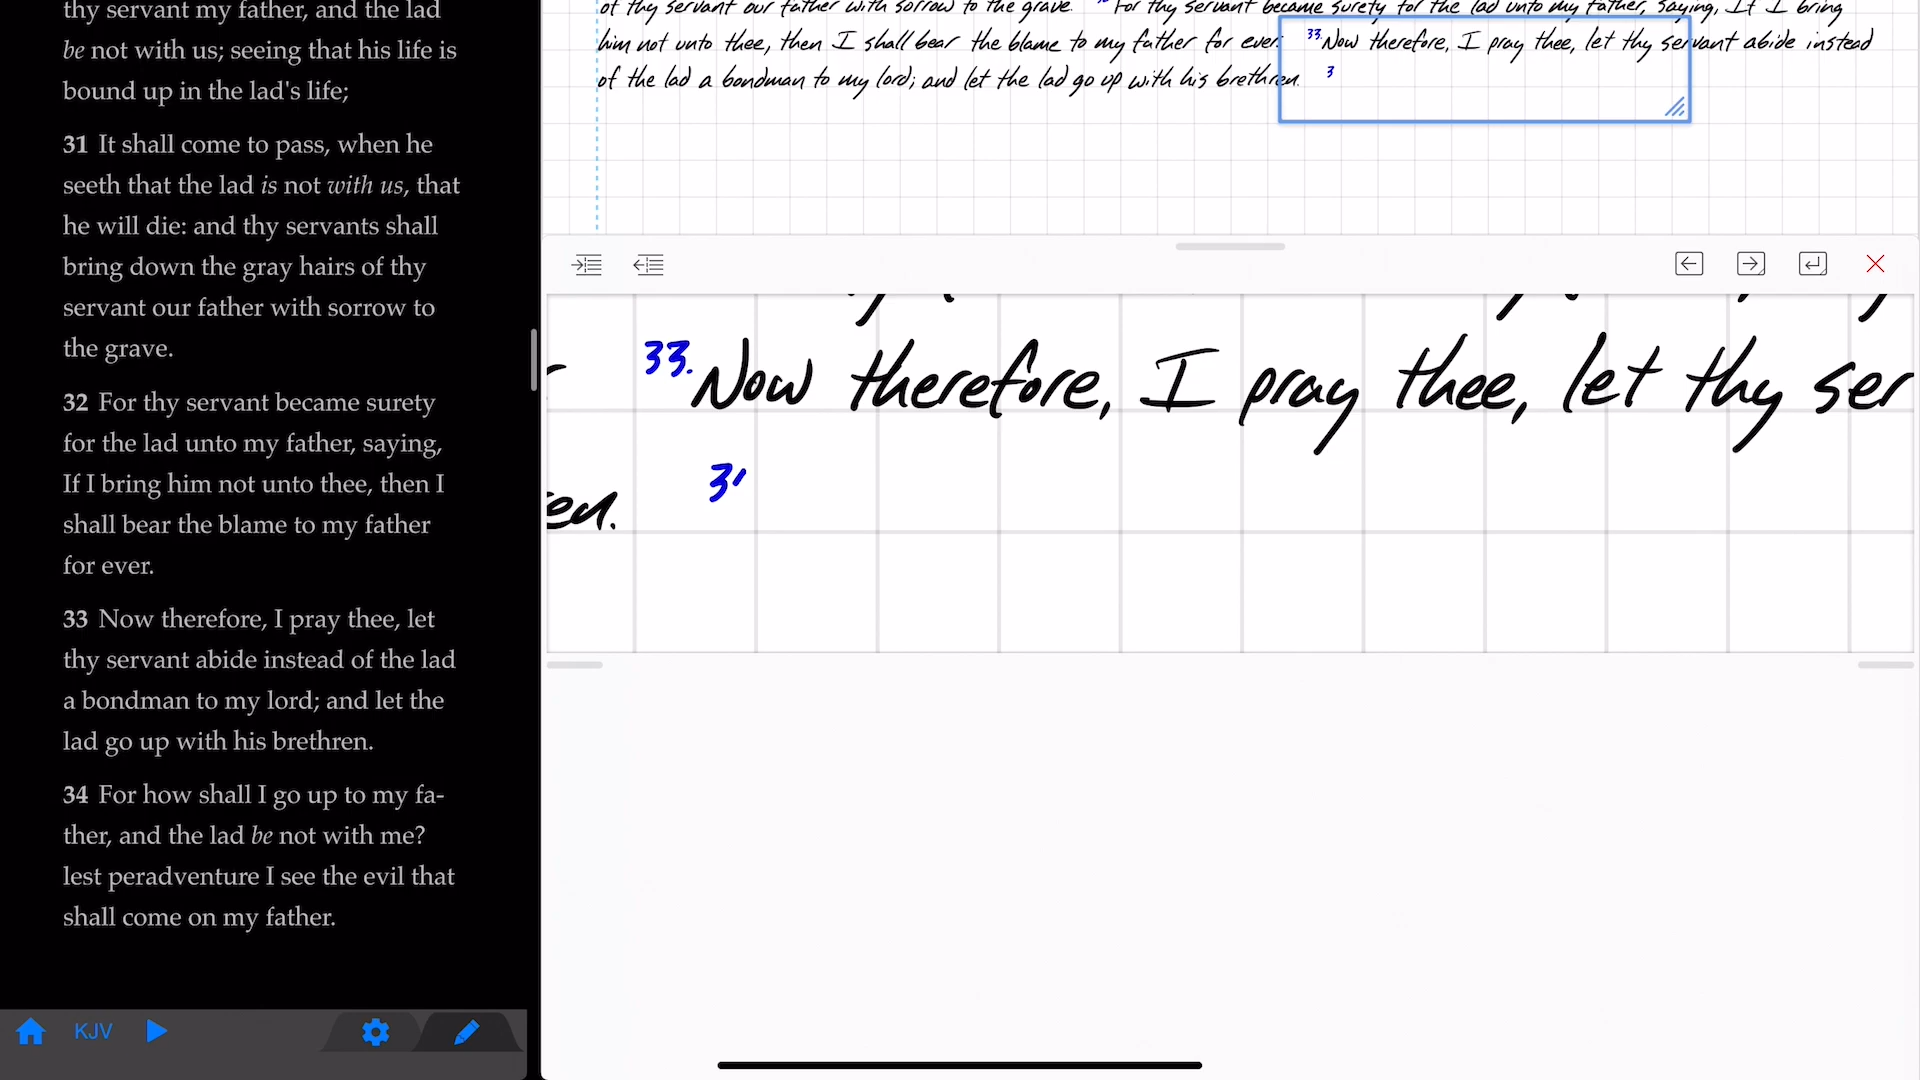 thy servant my father, and the lad
be not with us; seeing that his life is
bound up in the lad's life;
31 It shall come to pass, when he
seeth that the lad is not with us, that
he will die: and thy servants shall
bring down the gray hairs of thy
servant our father with sorrow to
the grave.
32 For thy servant became surety
for the lad unto my father, saying,
If I bring him not unto thee, then I
shall bear the blame to my father
for ever.
33 Now therefore, I pray thee, let
thy servant abide instead of the lad
a bondman to my lord; and let the
lad go up with his brethren.
34 For how shall I go up to my fa-
ther, and the lad be not with me?
lest peradventure I see the evil that
shall come on my father.
KJV
of thy servant our father with sorrow to the grave. For thy servant became surety for the lad unto my father, saying, If I bring
him not unto thee, then I shall bear the blame to my father for ever. 33. Now therefore, I pray thee, let thy servant abide instead
of the lad a bondman to my lord; and let the lad go up with his brethren. 3
33. Now therefore, I pray thee, let thy ser
en. 3